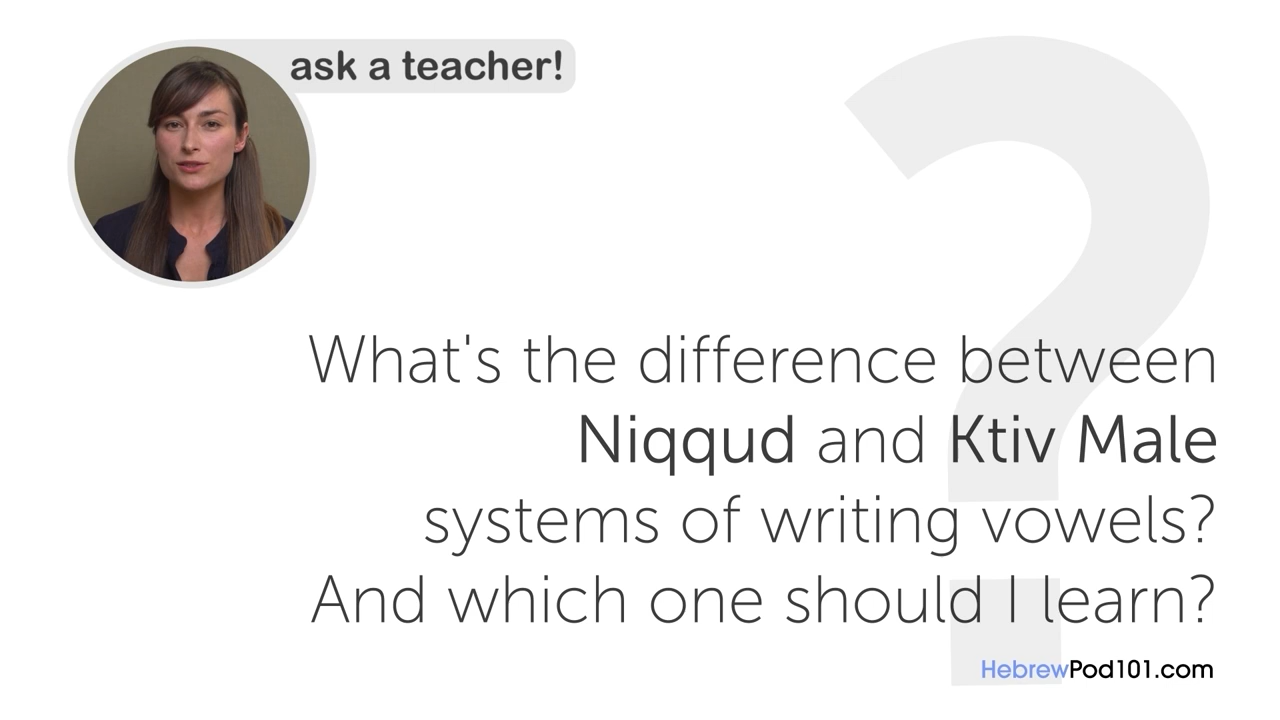 ask a teacher!
What's the difference between
Niqqud and Ktiv Male
systems of writing vowels?
And which one should I learn?
HebrewPod101.com